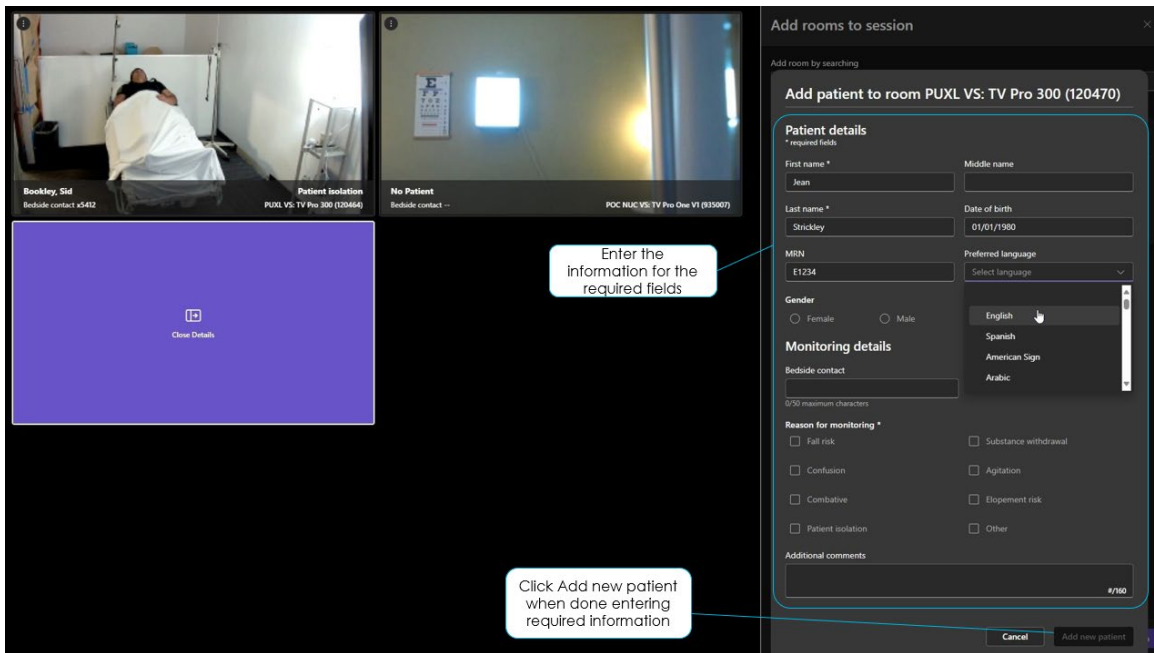 Bookley, Sid
Patient isolation
Bedside contact x5412
PUXL VS: TV Pro 300 (120464)
No Patient
Bedside contact --
POC NUC VS: TV Pro One V1 (935007)
Close Details
Enter the
information for the
required fields
Click Add new patient
when done entering
required information
Add rooms to session
Add room by searching
Add patient to room PUXL VS: TV Pro 300 (120470)
Patient details
* required fields
First name *
Middle name
Jean
Last name *
Date of birth
Strickley
01/01/1980
MRN
Preferred language
E1234
Select language
Gender
Female
Male
English
Spanish
American Sign
Arabic
Monitoring details
Bedside contact
0/50 maximum characters
Reason for monitoring *
Fall risk
Substance withdrawal
Confusion
Agitation
Combative
Elopement risk
Patient isolation
Other
Additional comments
#/160
Cancel
Add new patient